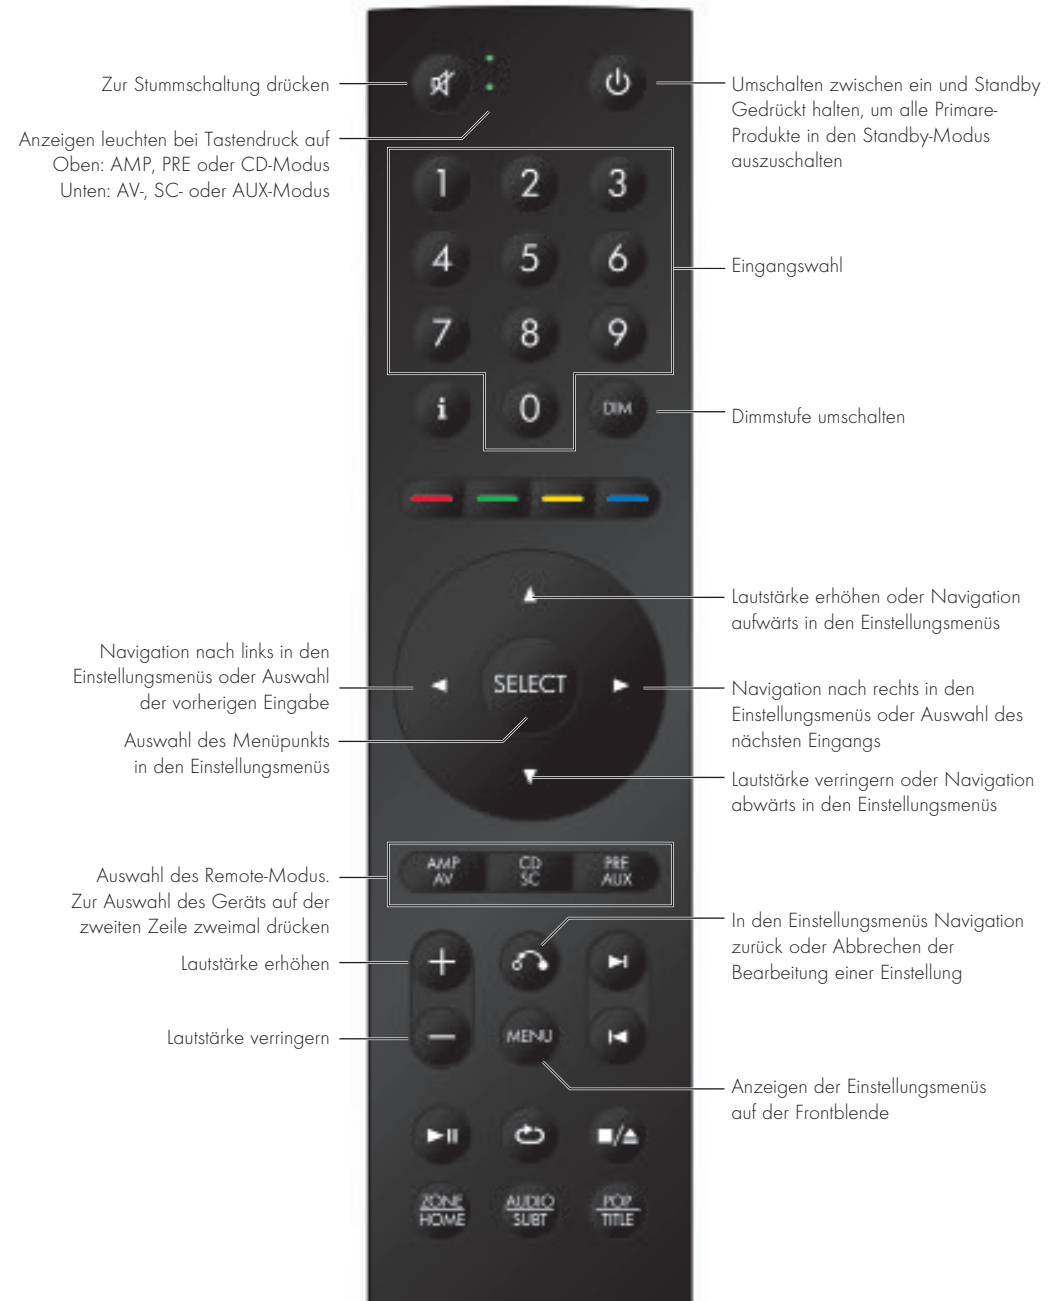 Zur Stummschaltung drücken
Anzeigen leuchten bei Tastendruck auf
Oben: AMP, PRE oder CD-Modus
Unten: AV-, SC- oder AUX-Modus
Umschalten zwischen ein und Standby
Gedrückt halten, um alle Primare-
Produkte in den Standby-Modus
auszuschalten
1 2 3
4 5 6
Eingangswahl
7 8 9
i 0 DIM
Dimmstufe umschalten
Lautstärke erhöhen oder Navigation
aufwärts in den Einstellungsmenüs
Navigation nach links in den
Einstellungsmenüs oder Auswahl
der vorherigen Eingabe
SELECT
Navigation nach rechts in den
Einstellungsmenüs oder Auswahl des
nächsten Eingangs
Auswahl des Menüpunkts
in den Einstellungsmenüs
Lautstärke verringern oder Navigation
abwärts in den Einstellungsmenüs
AMP
AV
CD
SC
PRE
AUX
Auswahl des Remote-Modus.
Zur Auswahl des Geräts auf der
zweiten Zeile zweimal drücken
In den Einstellungsmenüs Navigation
zurück oder Abbrechen der
Bearbeitung einer Einstellung
Lautstärke erhöhen
+
Lautstärke verringern
−
MENU
Anzeigen der Einstellungsmenüs
auf der Frontblende
ZONE
HOME
AUDIO
SUBT
POP
TITLE